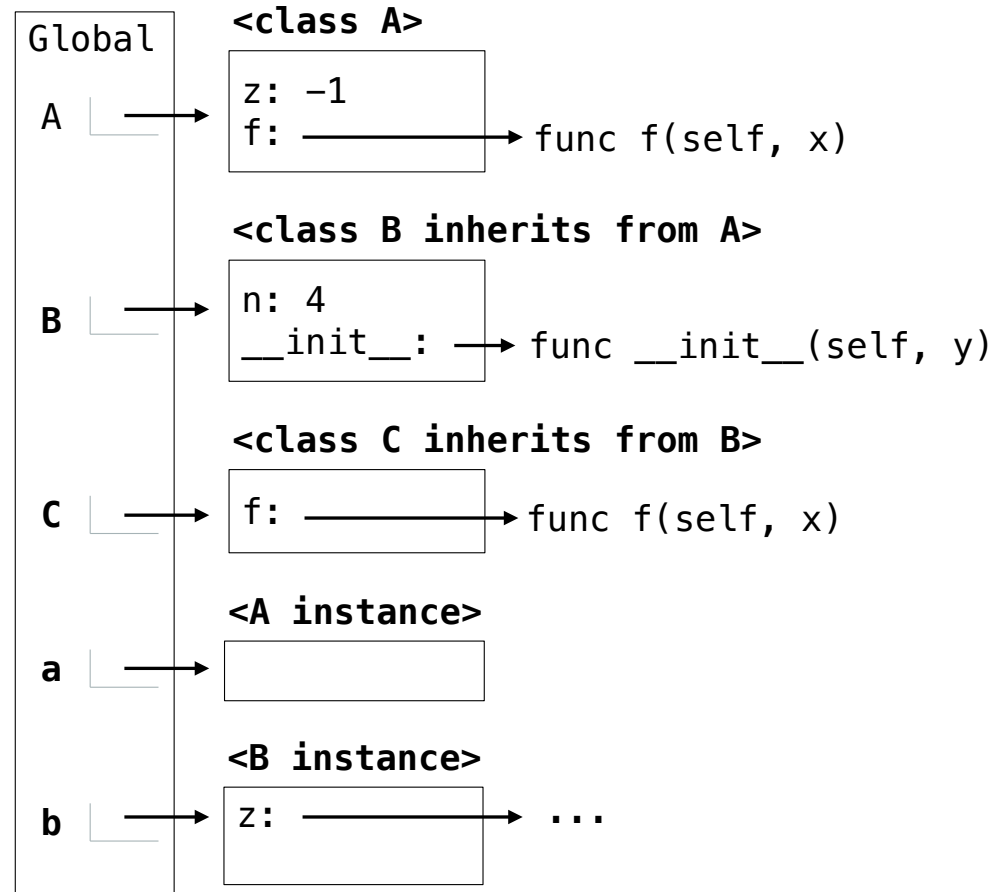 Global
A
B
C
a
b
<class A>
z: −1
f:
func f(self, x)
<class B inherits from A>
n: 4
__init__:
func __init__(self, y)
<class C inherits from B>
f:
func f(self, x)
<A instance>
<B instance>
z:
...